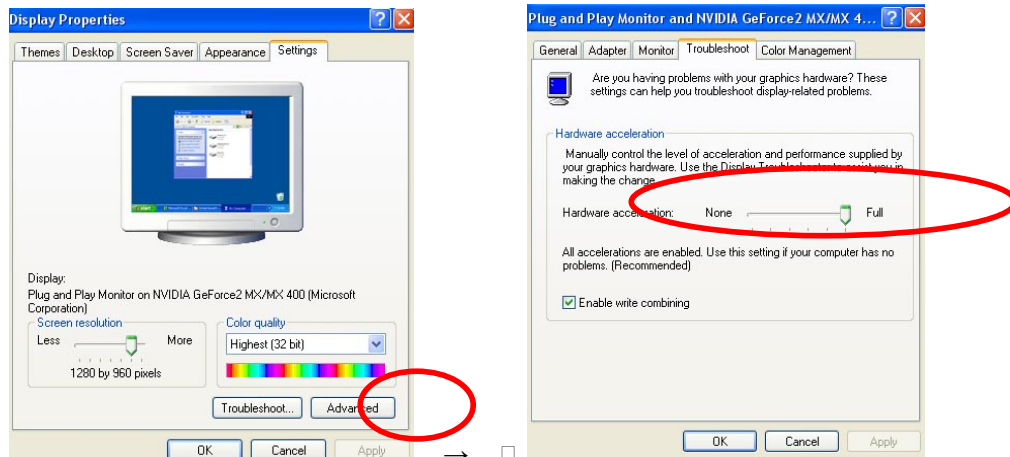 Display Properties
Themes Desktop Screen Saver Appearance Settings
Display:
Plug and Play Monitor on NVIDIA GeForce2 MX/MX 400 (Microsoft
Corporation)
Screen resolution
Less More
1280 by 960 pixels
Color quality
Highest (32 bit)
Troubleshoot... Advanced
OK Cancel Apply
→
Plug and Play Monitor and NVIDIA GeForce2 MX/MX 4...
General Adapter Monitor Troubleshoot Color Management
Are you having problems with your graphics hardware? These
settings can help you troubleshoot display-related problems.
Hardware acceleration
Manually control the level of acceleration and performance supplied by
your graphics hardware. Use the Display Troubleshooter to assist you in
making the change.
Hardware acceleration: None Full
All accelerations are enabled. Use this setting if your computer has no
problems. (Recommended)
Enable write combining
OK Cancel Apply